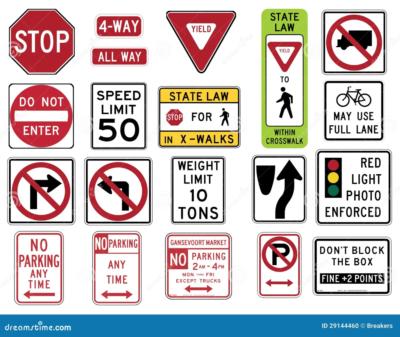 STOP
4-WAY
ALL WAY
YIELD
STATE
LAW
YIELD
TO
WITHIN
CROSSWALK
DO NOT
ENTER
SPEED
LIMIT
50
STATE LAW
STOP FOR
IN X-WALKS
MAY USE
FULL LANE
WEIGHT
LIMIT
10
TONS
RED
LIGHT
PHOTO
ENFORCED
NO
PARKING
ANY
TIME
NO PARKING
ANY
TIME
GANSEVOORT MARKET
NO PARKING
2AM-4PM
MON THRU FRI
EXCEPT TRUCKS
P
DON'T BLOCK
THE BOX
FINE +2 POINTS
dreamstime.com
ID 29144460 © Breakers